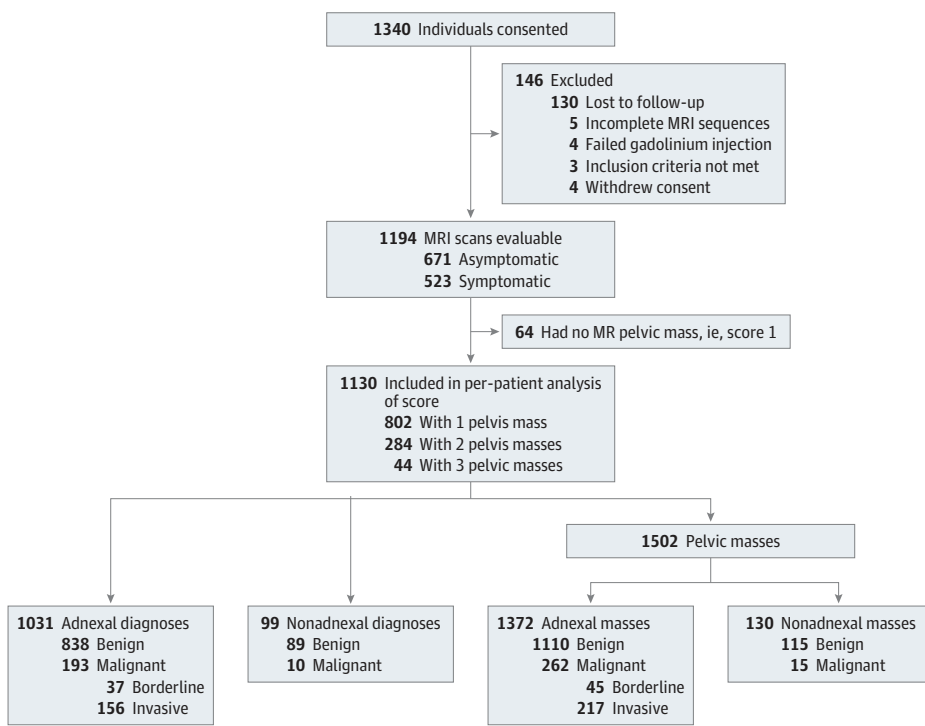 1340 Individuals consented
146 Excluded
130 Lost to follow-up
5 Incomplete MRI sequences
4 Failed gadolinium injection
3 Inclusion criteria not met
4 Withdrew consent
1194 MRI scans evaluable
671 Asymptomatic
523 Symptomatic
64 Had no MR pelvic mass, ie, score 1
1130 Included in per-patient analysis
of score
802 With 1 pelvis mass
284 With 2 pelvis masses
44 With 3 pelvic masses
1502 Pelvic masses
1031 Adnexal diagnoses
838 Benign
193 Malignant
37 Borderline
156 Invasive
99 Nonadnexal diagnoses
89 Benign
10 Malignant
1372 Adnexal masses
1110 Benign
262 Malignant
45 Borderline
217 Invasive
130 Nonadnexal masses
115 Benign
15 Malignant